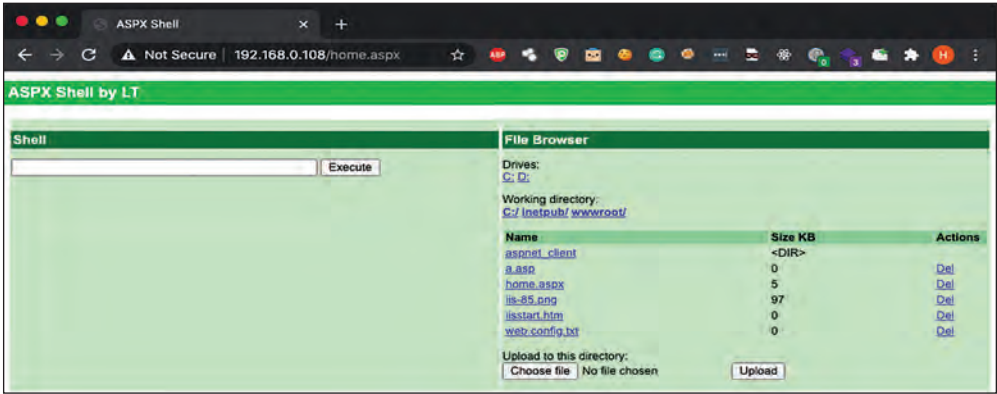 ASPX Shell
Not Secure 192.168.0.108/home.aspx
ABP
0
3
H
ASPX Shell by LT
Shell
Execute
File Browser
Drives:
C: D:
Working directory:
C:/ inetpub/ wwwroot/
Name Size KB Actions
aspnet_client <DIR>
a.asp 0 Del
home.aspx 5 Del
iis-85.png 97 Del
iisstart.htm 0 Del
web.config.txt 0 Del
Upload to this directory:
Choose file No file chosen Upload